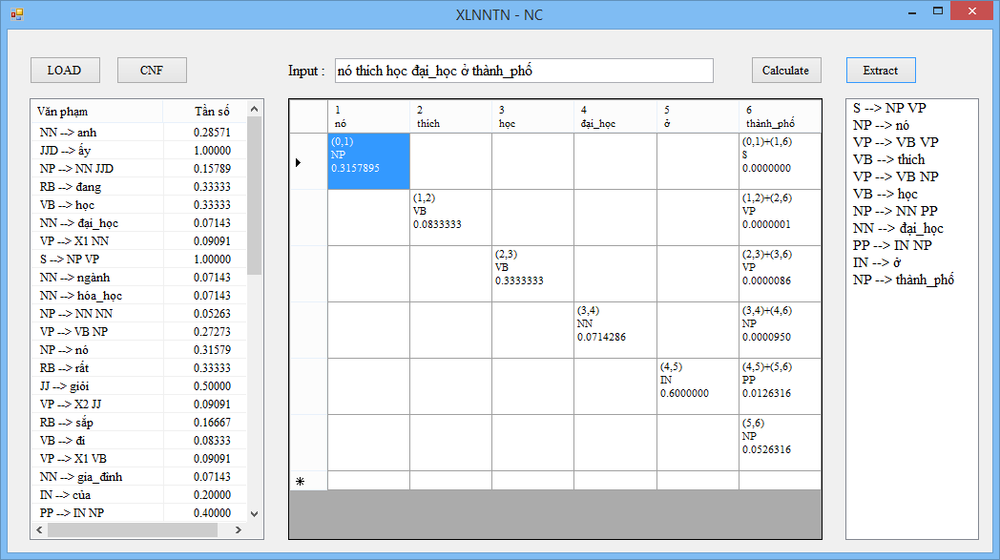 XLNNTN - NC
LOAD
CNF
Input :
nó thích học đại_học ở thành_phố
Calculate
Extract
Văn phạm Tần số
NN --> anh 0.28571
JJD --> ấy 1.00000
NP --> NN JJD 0.15789
RB --> đang 0.33333
VB --> học 0.33333
NN --> đại_học 0.07143
VP --> X1 NN 0.09091
S --> NP VP 1.00000
NN --> ngành 0.07143
NN --> hóa_học 0.07143
NP --> NN NN 0.05263
VP --> VB NP 0.27273
NP --> nó 0.31579
RB --> rất 0.33333
JJ --> giỏi 0.50000
VP --> X2 JJ 0.09091
RB --> sắp 0.16667
VB --> đi 0.08333
VP --> X1 VB 0.09091
NN --> gia_đình 0.07143
IN --> của 0.20000
PP --> IN NP 0.40000
1 2 3 4 5 6
nó thích học đại_học ở thành_phố
(0,1) (0,1)+(1,6)
NP S
0.3157895 0.0000000
(1,2) (1,2)+(2,6)
VB VP
0.0833333 0.0000001
(2,3) (2,3)+(3,6)
VB VP
0.3333333 0.0000086
(3,4) (3,4)+(4,6)
NN NP
0.0714286 0.0000950
(4,5) (4,5)+(5,6)
IN PP
0.6000000 0.0126316
(5,6)
NP
0.0526316
S --> NP VP
NP --> nó
VP --> VB VP
VB --> thích
VP --> VB NP
VB --> học
NP --> NN PP
NN --> đại_học
PP --> IN NP
IN --> ở
NP --> thành_phố